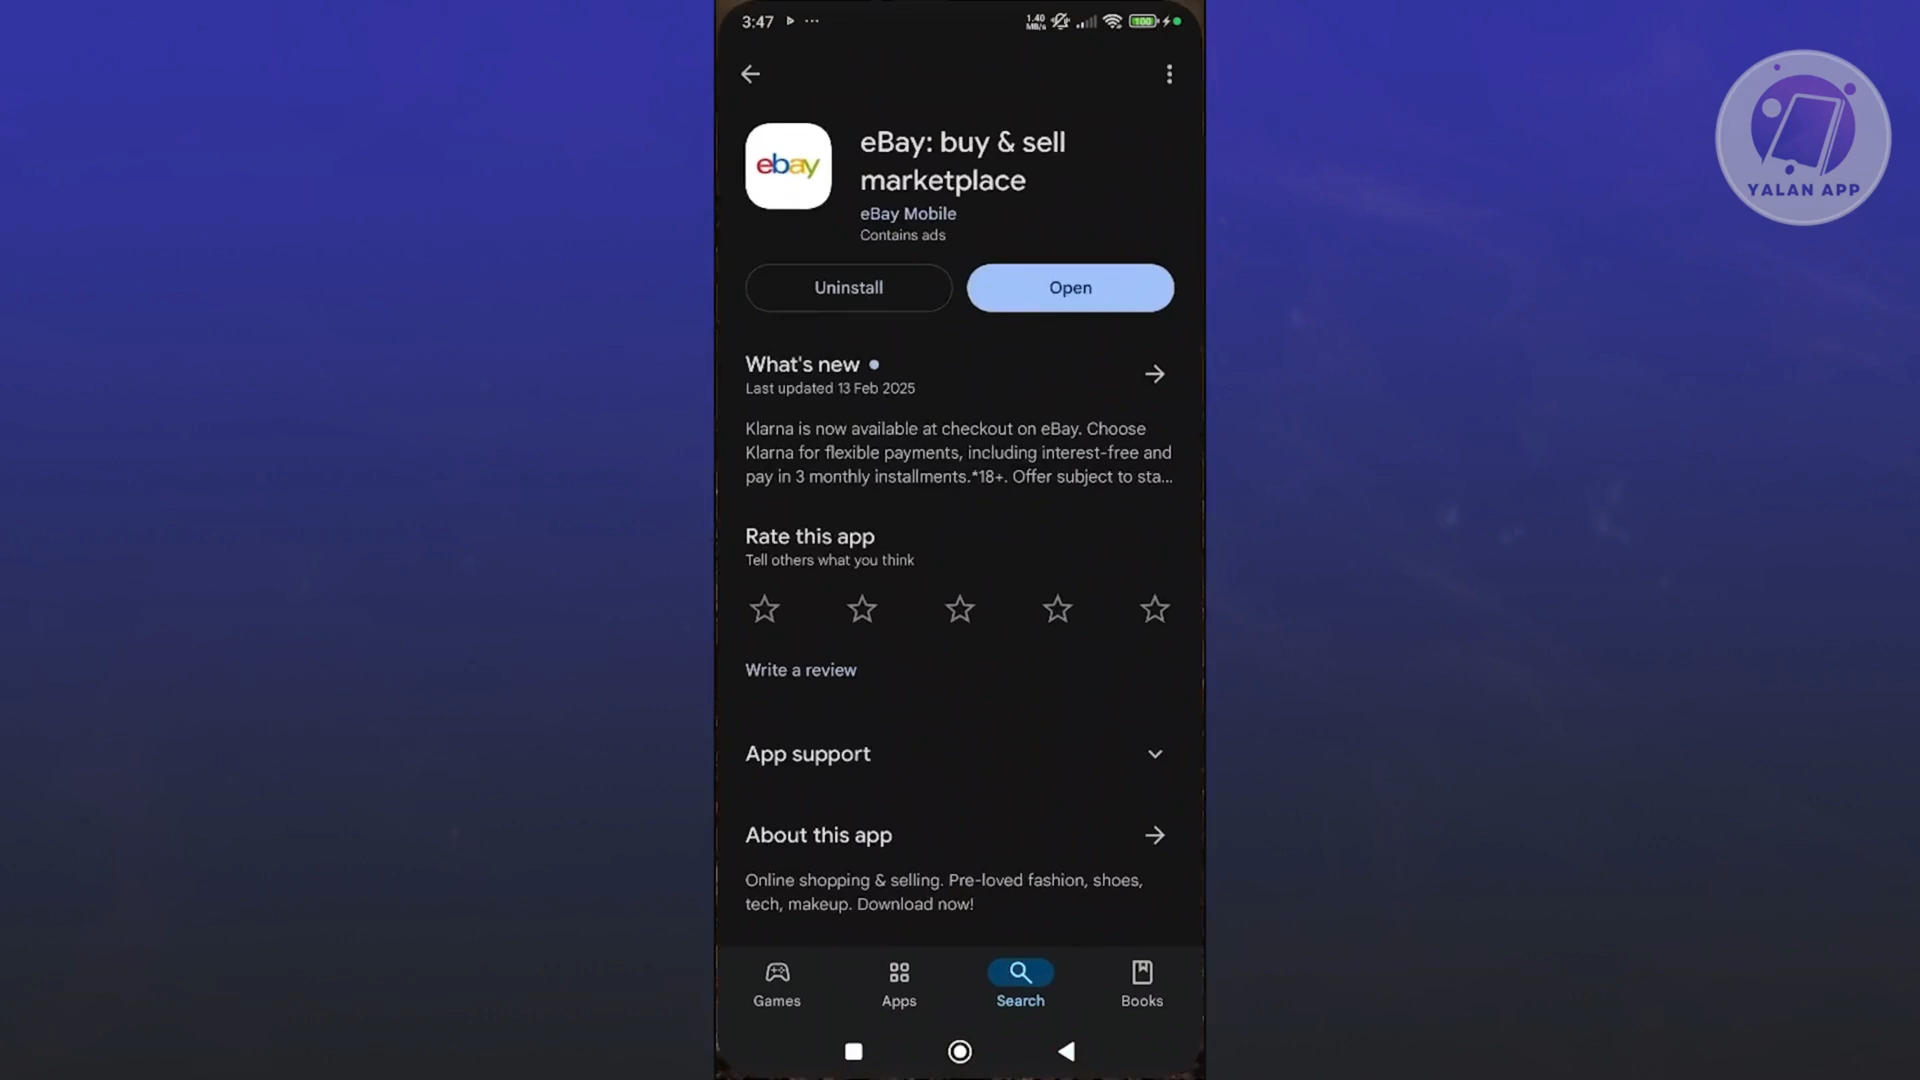 3:47
1.40
MB/s
100
YALAN APP
ebay
eBay: buy & sell
marketplace
eBay Mobile
Contains ads
Uninstall
Open
What's new
Last updated 13 Feb 2025
Klarna is now available at checkout on eBay. Choose
Klarna for flexible payments, including interest-free and
pay in 3 monthly installments.*18+. Offer subject to sta...
Rate this app
Tell others what you think
Write a review
App support
About this app
Online shopping & selling. Pre-loved fashion, shoes,
tech, makeup. Download now!
Games
Apps
Search
Books